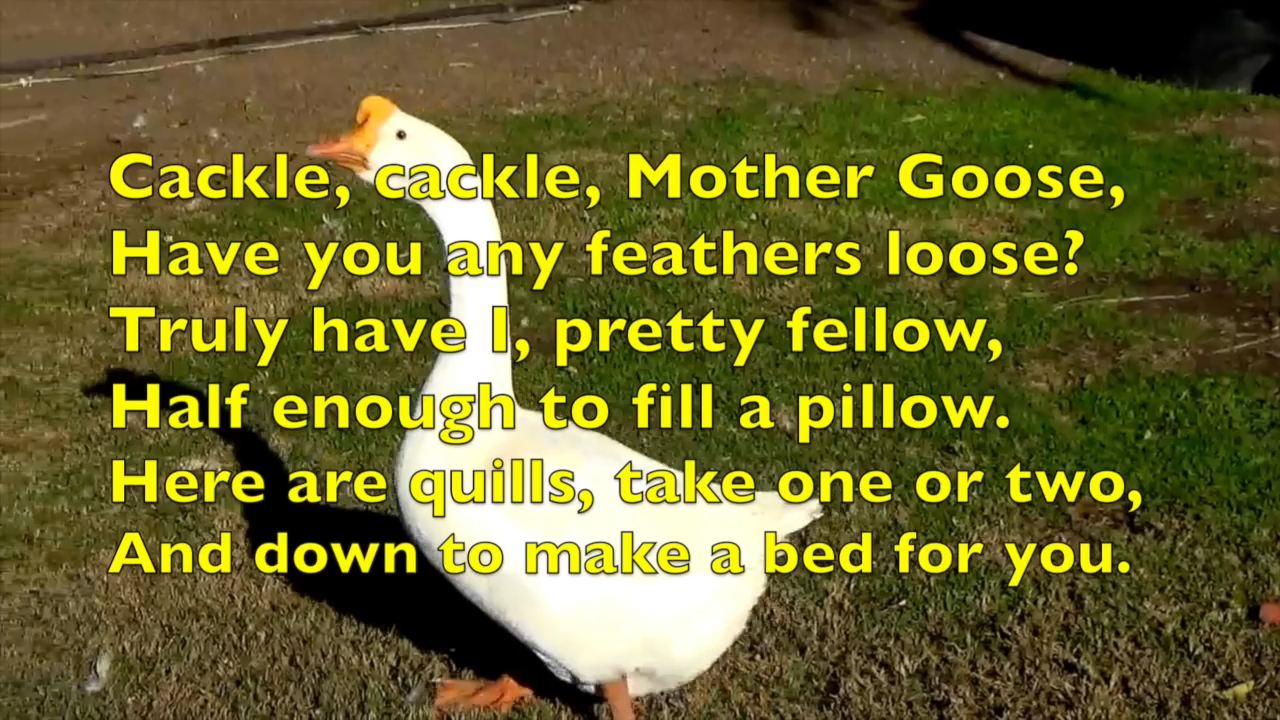 Cackle, cackle, Mother Goose,
Have you any feathers loose?
Truly have I, pretty fellow,
Half enough to fill a pillow.
Here are quills, take one or two,
And down to make a bed for you.